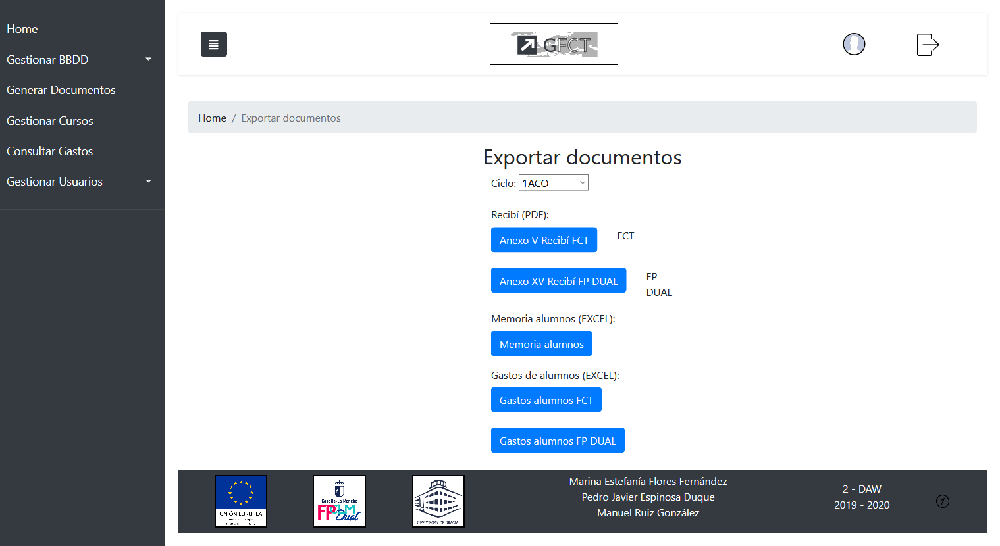 Home
Gestionar BBDD
Generar Documentos
Gestionar Cursos
Consultar Gastos
Gestionar Usuarios
GFCT
Home / Exportar documentos
Exportar documentos
Ciclo: 1ACO
Recibí (PDF):
Anexo V Recibí FCT
FCT
Anexo XV Recibí FP DUAL
FP
DUAL
Memoria alumnos (EXCEL):
Memoria alumnos
Gastos de alumnos (EXCEL):
Gastos alumnos FCT
Gastos alumnos FP DUAL
UNIÓN EUROPEA
Castilla-La Mancha
FPCLM
Dual
CIFP VIRGEN DE GRACIA
Marina Estefanía Flores Fernández
Pedro Javier Espinosa Duque
Manuel Ruiz González
2 - DAW
2019 - 2020